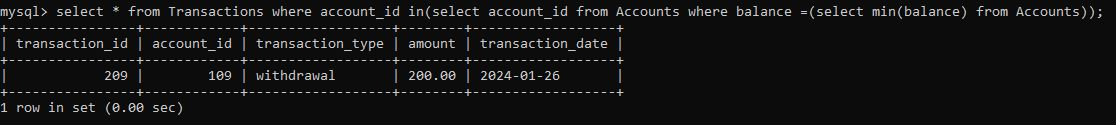 mysql> select * from Transactions where account_id in(select account_id from Accounts where balance =(select min(balance) from Accounts));
+----------------+------------+------------------+--------+------------------+
| transaction_id | account_id | transaction_type | amount | transaction_date |
+----------------+------------+------------------+--------+------------------+
|            209 |        109 | withdrawal       | 200.00 | 2024-01-26       |
+----------------+------------+------------------+--------+------------------+
1 row in set (0.00 sec)